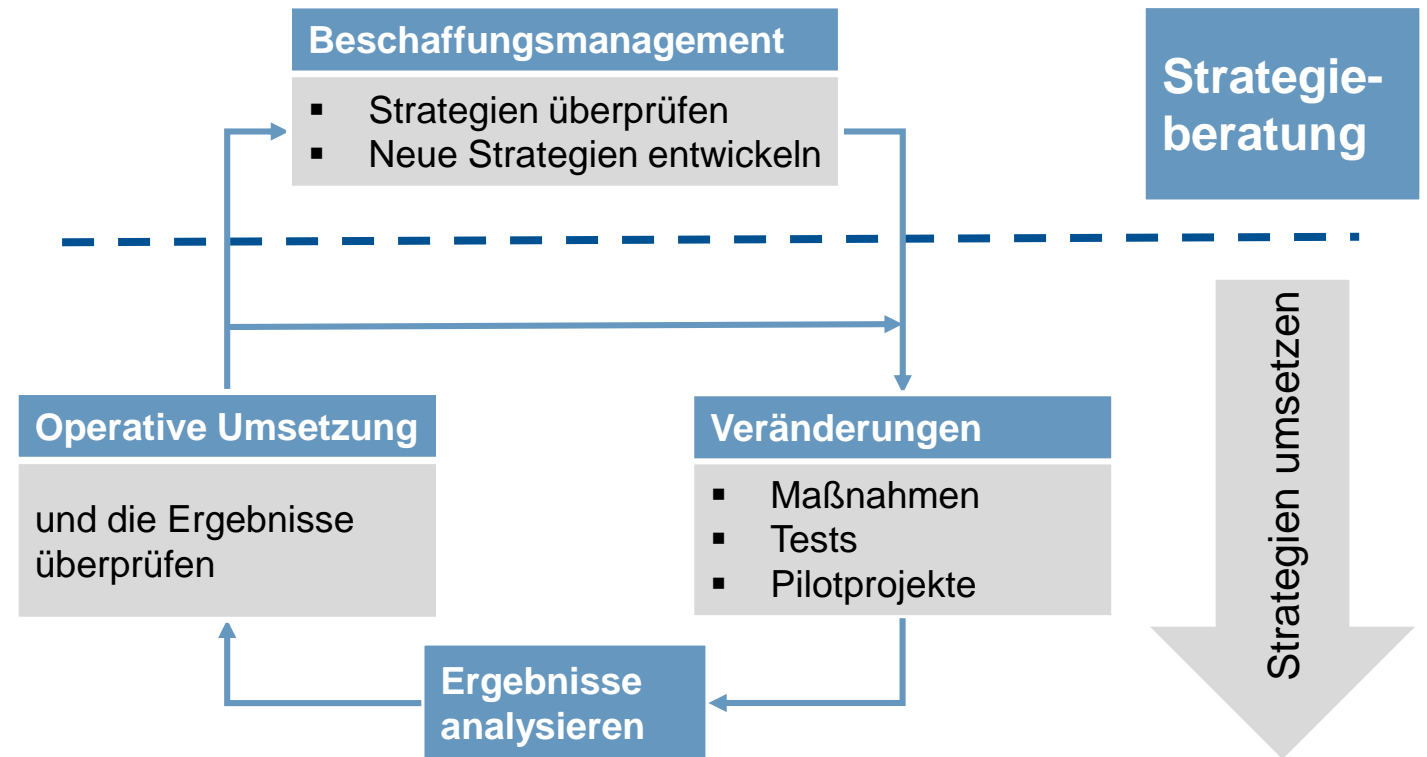 Beschaffungsmanagement
▪ Strategien überprüfen
▪ Neue Strategien entwickeln
Strategie-
beratung
Operative Umsetzung
und die Ergebnisse
überprüfen
Veränderungen
▪ Maßnahmen
▪ Tests
▪ Pilotprojekte
Ergebnisse
analysieren
Strategien umsetzen